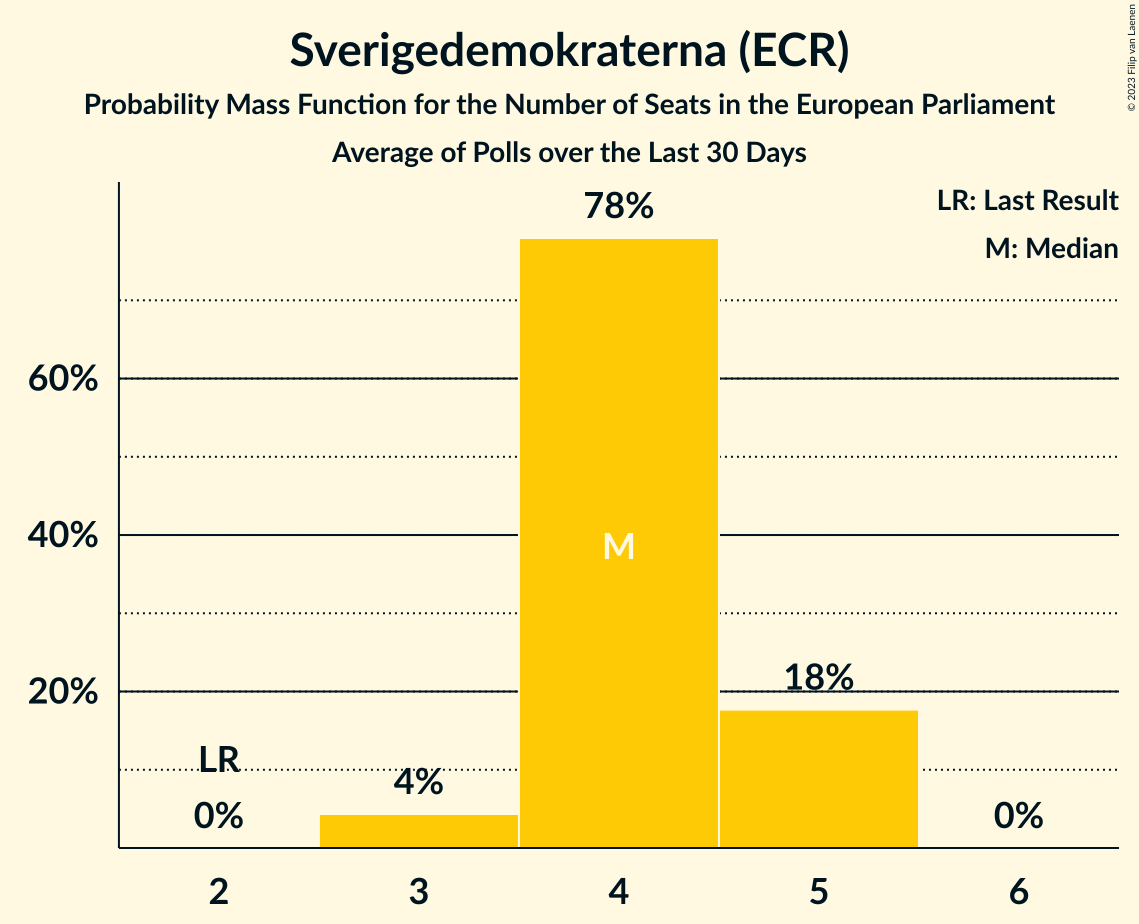 Sverigedemokraterna (ECR)
Probability Mass Function for the Number of Seats in the European Parliament
Average of Polls over the Last 30 Days
© 2023 Filip van Laenen
LR: Last Result
M: Median
78%
60%
40%
M
20%
18%
LR
4%
0%
0%
2 3 4 5 6